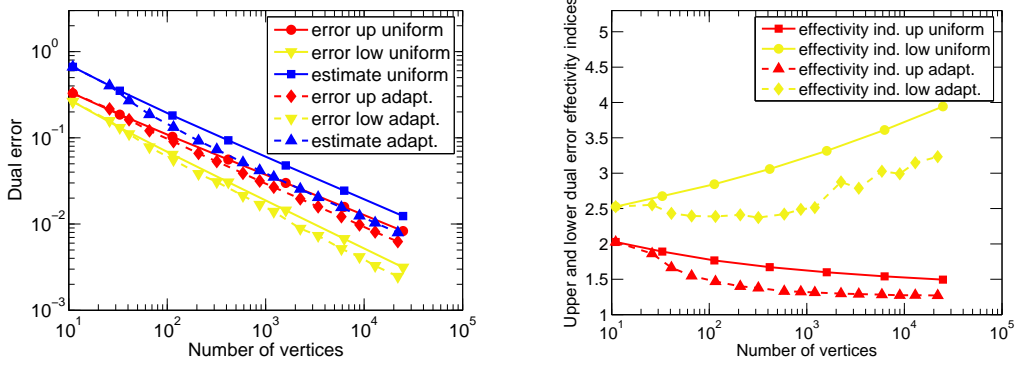 10^0
10^-1
10^-2
10^-3
10^1
10^2
10^3
10^4
10^5
Number of vertices
Dual error
error up uniform
error low uniform
estimate uniform
error up adapt.
error low adapt.
estimate adapt.
5
4.5
4
3.5
3
2.5
2
1.5
1
10^1
10^2
10^3
10^4
10^5
Number of vertices
Upper and lower dual error effectivity indices
effectivity ind. up uniform
effectivity ind. low uniform
effectivity ind. up adapt.
effectivity ind. low adapt.